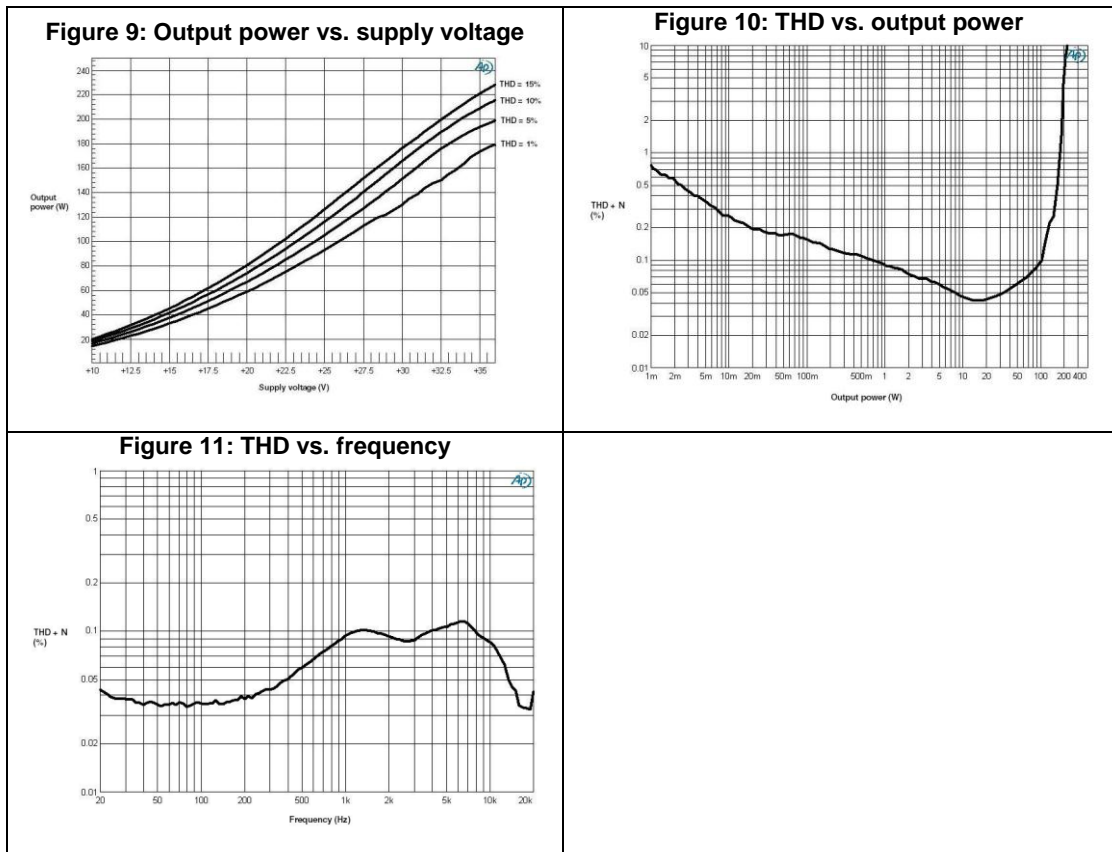 Figure 9: Output power vs. supply voltage
Ap
240
220
200
180
160
140
120
100
80
60
40
20
Output
power (W)
THD = 15%
THD = 10%
THD = 5%
THD = 1%
+10 +12.5 +15 +17.5 +20 +22.5 +25 +27.5 +30 +32.5 +35
Supply voltage (V)
Figure 10: THD vs. output power
Ap
10
5
2
1
0.5
0.2
0.1
0.05
0.02
0.01
THD + N
(%)
1m 2m 5m 10m 20m 50m 100m 500m 1 2 5 10 20 50 100 200 400
Output power (W)
Figure 11: THD vs. frequency
Ap
1
0.5
0.2
0.1
0.05
0.02
0.01
THD + N
(%)
20 50 100 200 500 1k 2k 5k 10k 20k
Frequency (Hz)